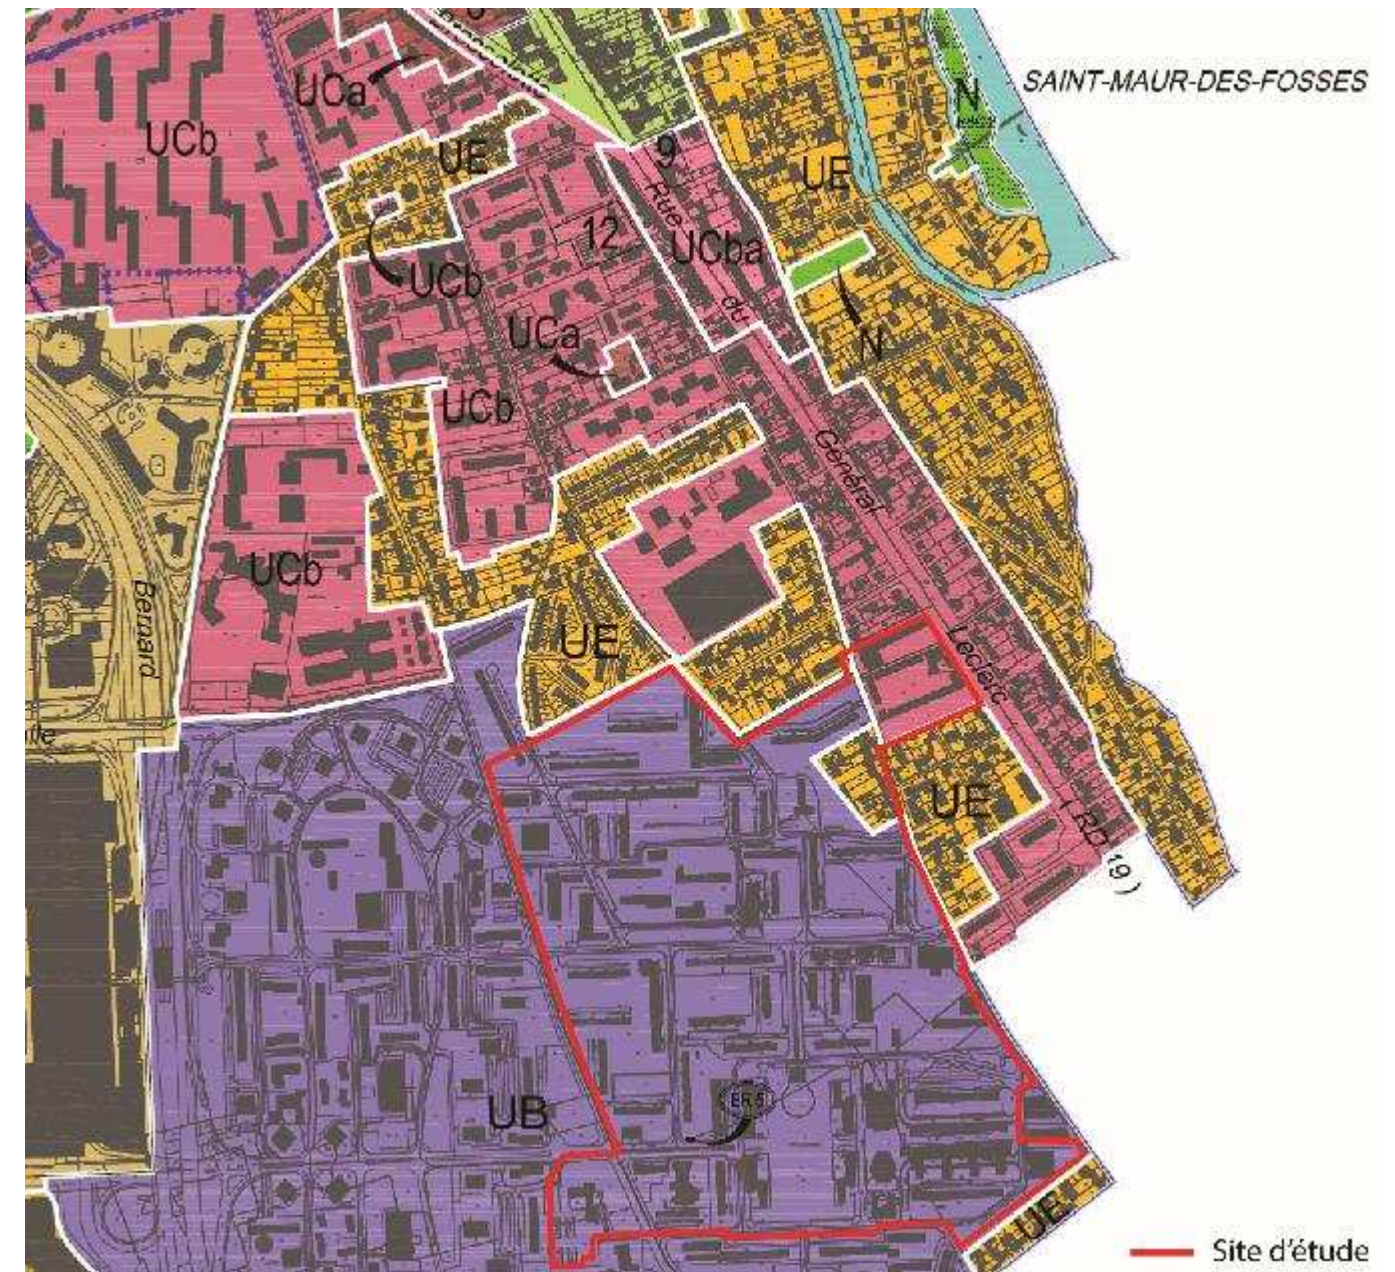 UCa
UCb
UE
N
SAINT-MAUR-DES-FOSSES
UE
9
Rue
12
UCba
UCb
du
UCa
N
UCb
Général
UCb
Bernard
UE
Leclerc
UE
( RD 19 )
ER 5
UB
UE
Site d'étude